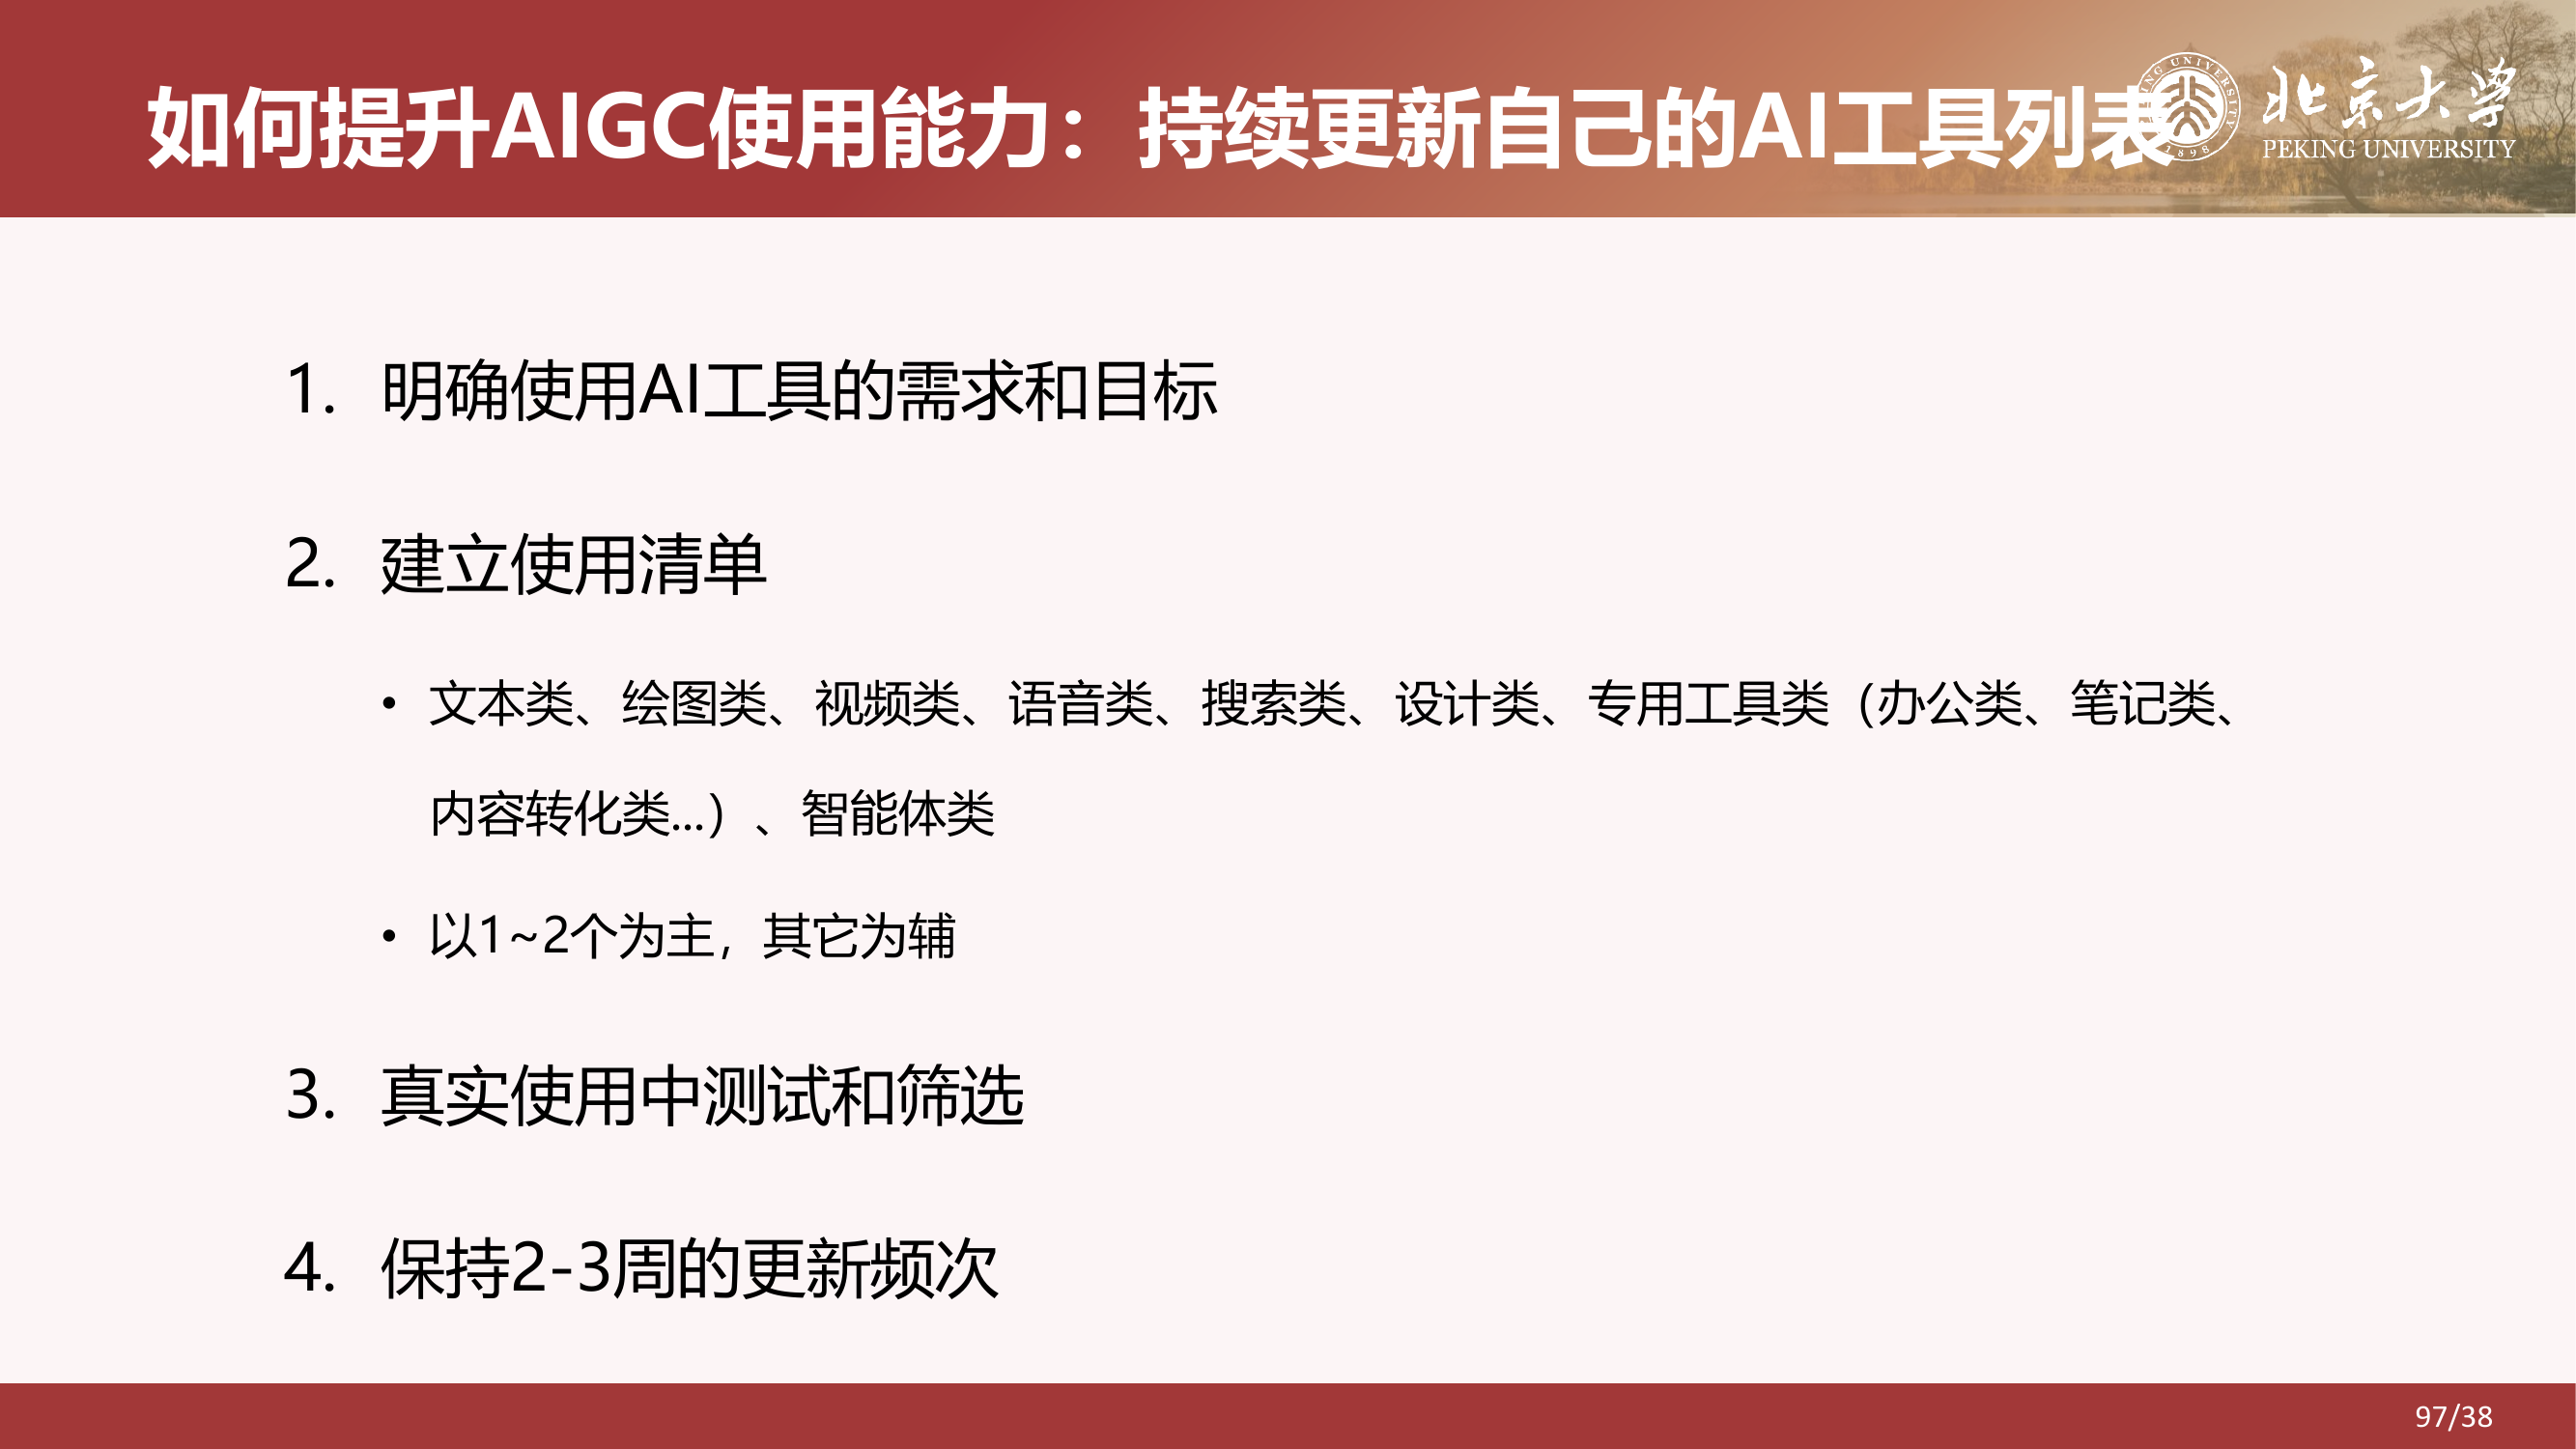 如何提升AIGC使用能力：持续更新自己的AI工具列表
北京大学
PEKING UNIVERSITY
PEKING UNIVERSITY
1898
1. 明确使用AI工具的需求和目标
2. 建立使用清单
• 文本类、绘图类、视频类、语音类、搜索类、设计类、专用工具类（办公类、笔记类、
内容转化类...）、智能体类
• 以1~2个为主，其它为辅
3. 真实使用中测试和筛选
4. 保持2-3周的更新频次
97/38